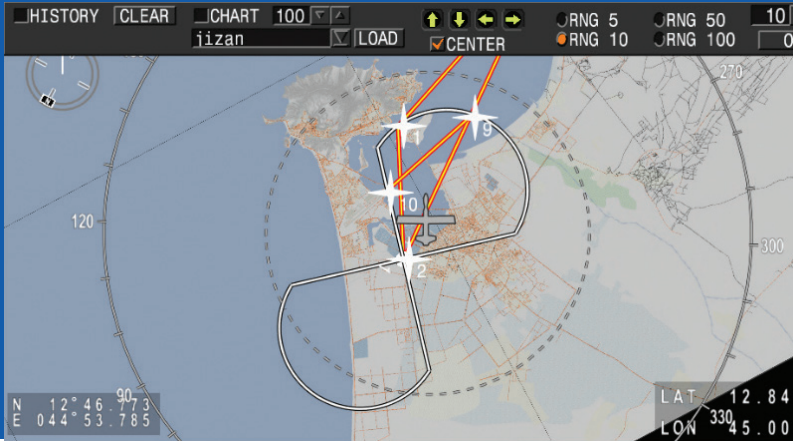 HISTORY CLEAR CHART 100 RNG 5 RNG 50 10
jizan LOAD CENTER RNG 10 RNG 100 0
270
1
9
10
120
300
2
90
N 12°46.773
E 044°53.785
LAT 12.84
330
LON 45.00